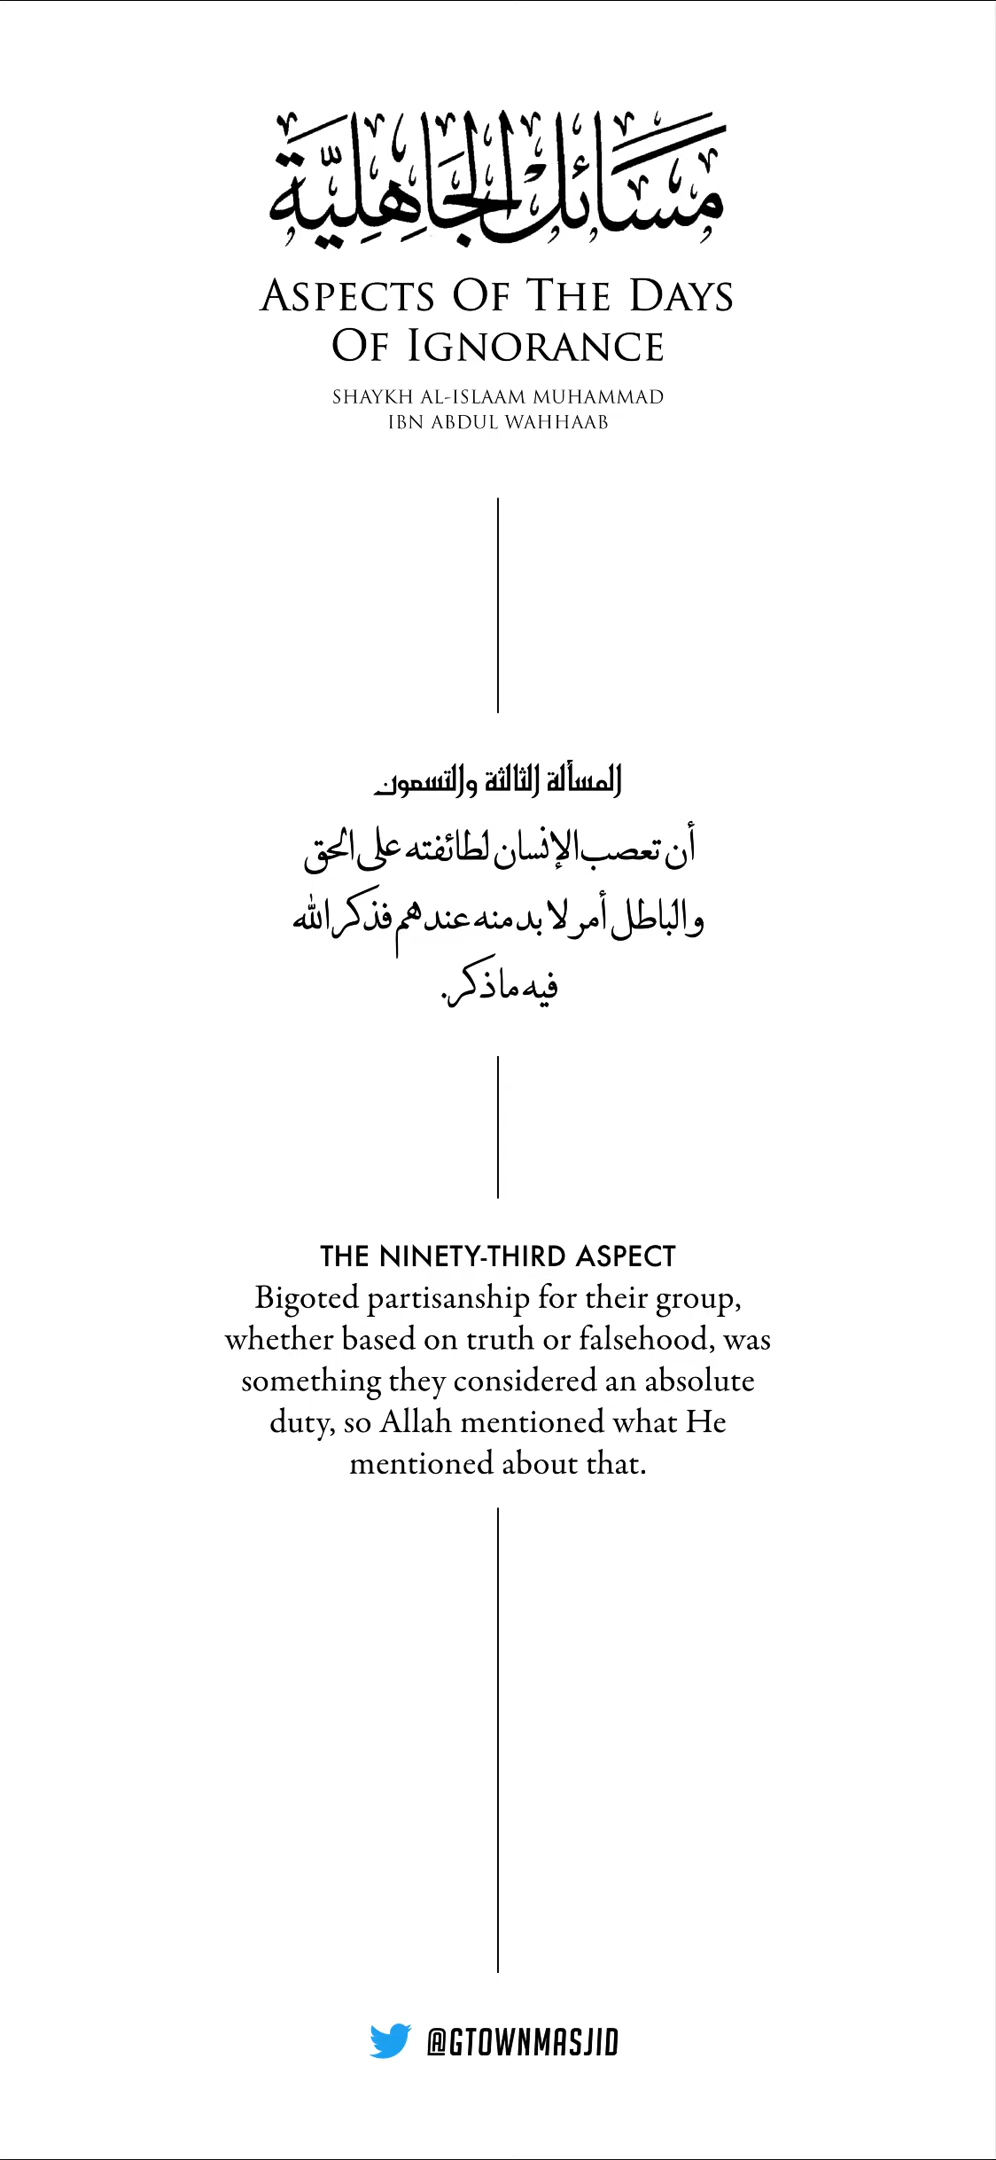 مَسَائِلُ الْجَاهِلِيَّةِ
ASPECTS OF THE DAYS
OF IGNORANCE
SHAYKH AL-ISLAAM MUHAMMAD
IBN ABDUL WAHHAAB
المسألة الثالثة والتسعون
أن تعصب الإنسان لطائفته على الحق
والباطل أمر لا بد منه عندهم فذكر الله
فيه ما ذكر.
THE NINETY-THIRD ASPECT
Bigoted partisanship for their group,
whether based on truth or falsehood, was
something they considered an absolute
duty, so Allah mentioned what He
mentioned about that.
@GTOWNMASJID